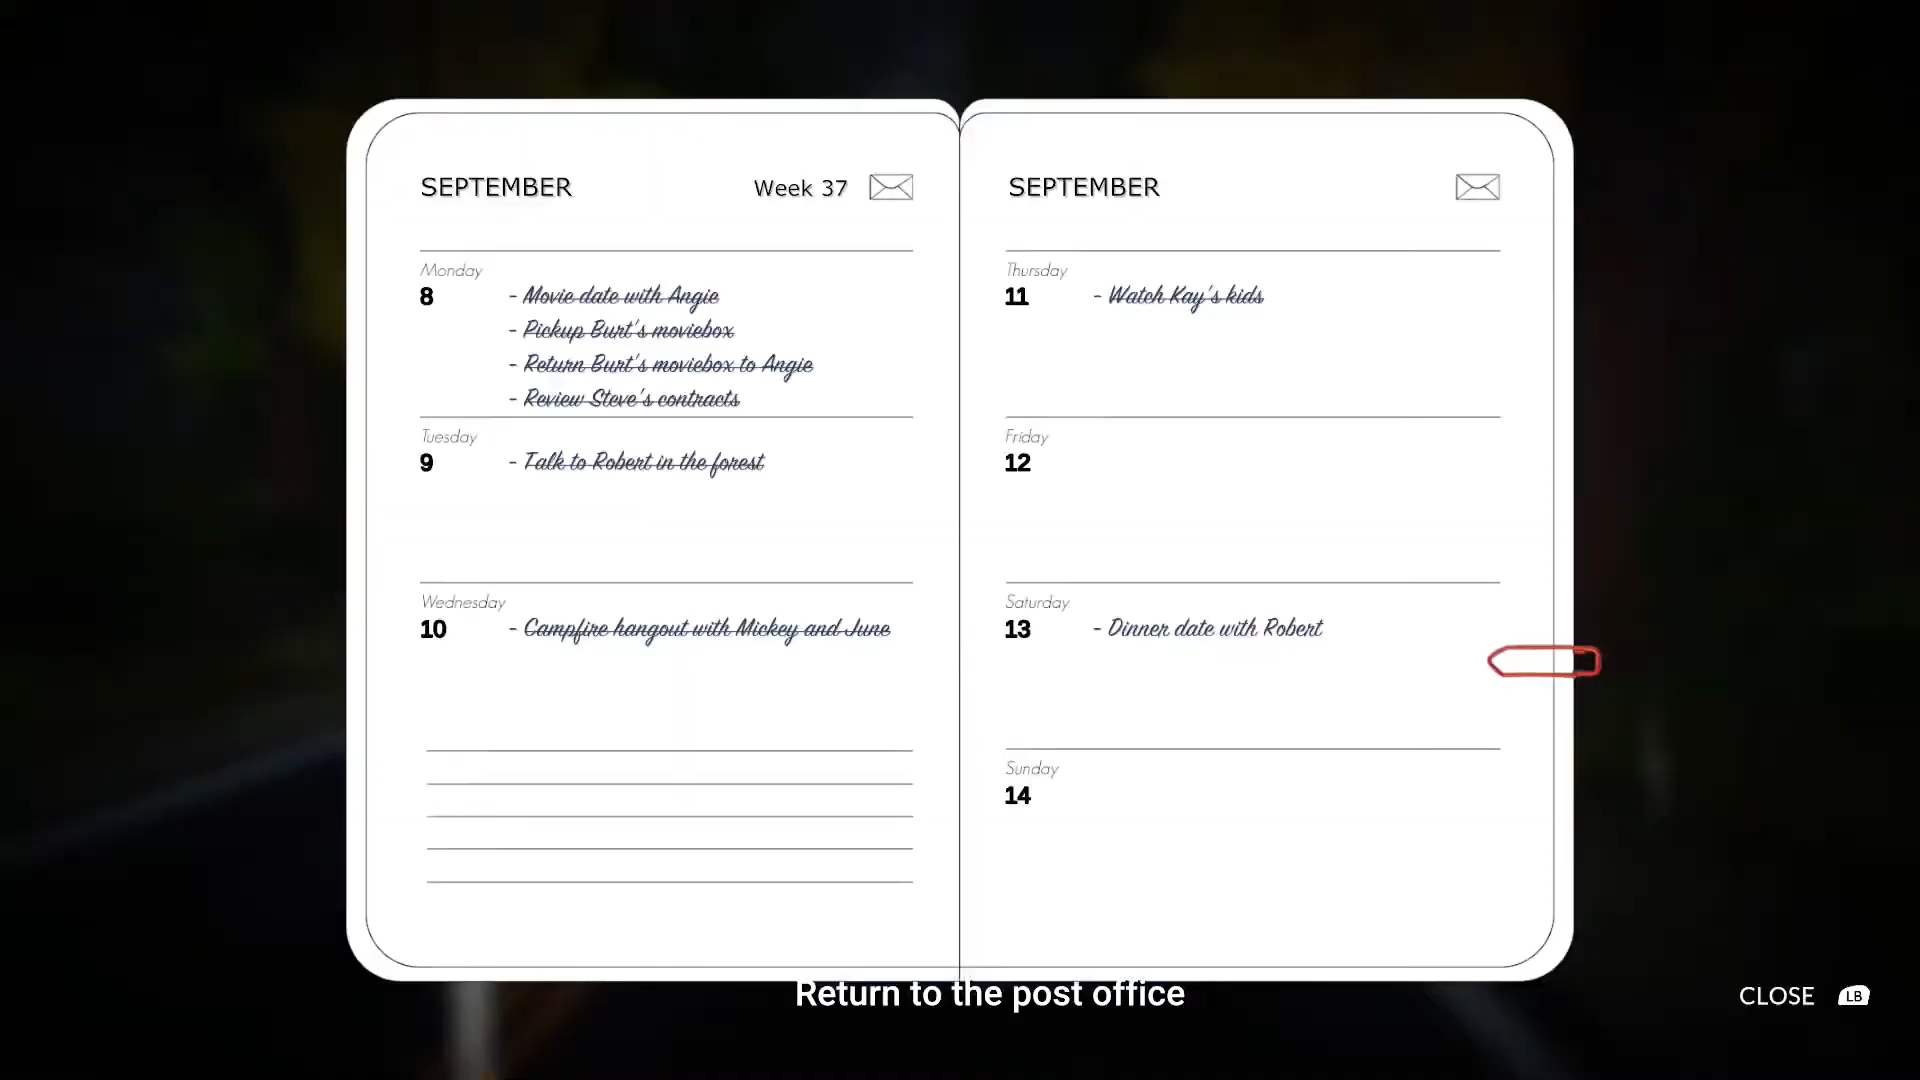 SEPTEMBER Week 37
Monday
8 - Movie date with Angie
- Pickup Burt's moviebox
- Return Burt's moviebox to Angie
- Review Steve's contracts
Tuesday
9 - Talk to Robert in the forest
Wednesday
10 - Campfire hangout with Mickey and June
SEPTEMBER
Thursday
11 - Watch Kay's kids
Friday
12
Saturday
13 - Dinner date with Robert
Sunday
14
Return to the post office
CLOSE LB